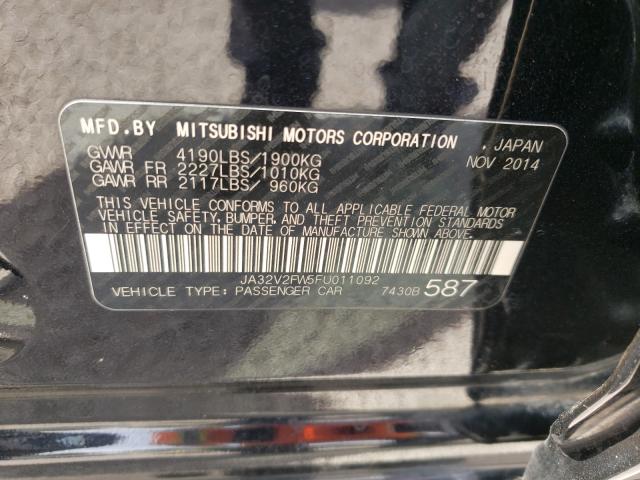 MFD.BY MITSUBISHI MOTORS CORPORATION , JAPAN
GVWR 4190LBS/1900KG NOV 2014
GAWR FR 2227LBS/1010KG
GAWR RR 2117LBS/ 960KG
THIS VEHICLE CONFORMS TO ALL APPLICABLE FEDERAL MOTOR
VEHICLE SAFETY, BUMPER, AND THEFT PREVENTION STANDARDS
IN EFFECT ON THE DATE OF MANUFACTURE SHOWN ABOVE.
JA32V2FW5FU011092
VEHICLE TYPE: PASSENGER CAR 7430B 587